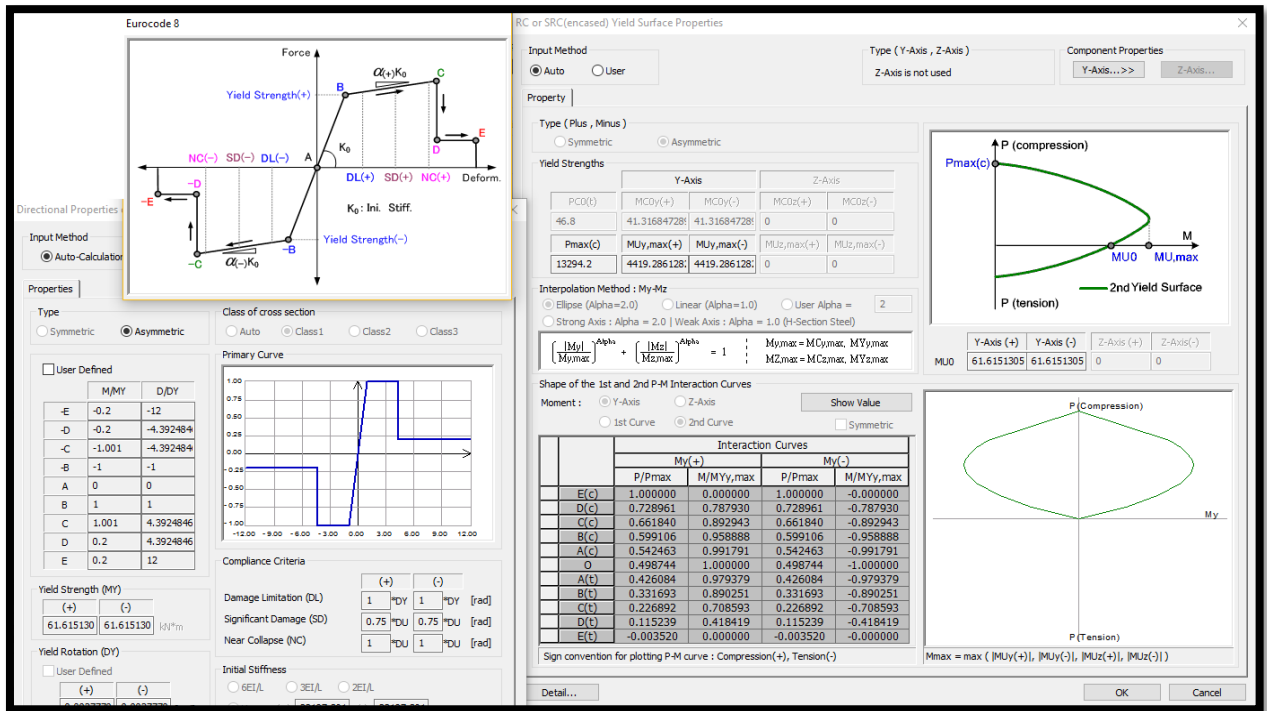 Eurocode 8
Force
α(+)K₀
C
B
Yield Strength(+)
K₀
E
A
D
NC(-) SD(-) DL(-)
DL(+) SD(+) NC(+) Deform.
-D
-E
K₀: Ini. Stiff.
Yield Strength(-)
-B
-C
α(-)K₀
Directional Properties
Input Method
Auto-Calculation
Properties
Type
Symmetric Asymmetric
User Defined
M/MY D/DY
-E -0.2 -12
-D -0.2 -4.392484
-C -1.001 -4.392484
-B -1 -1
A 0 0
B 1 1
C 1.001 4.3924846
D 0.2 4.3924846
E 0.2 12
Yield Strength (MY)
(+) (-)
61.615130 61.615130 kN*m
Yield Rotation (DY)
User Defined
(+) (-)
Class of cross section
Auto Class1 Class2 Class3
Primary Curve
1.00
0.75
0.50
0.25
0.00
-0.25
-0.50
-0.75
-1.00
-12.00 -9.00 -6.00 -3.00 0.00 3.00 6.00 9.00 12.00
Compliance Criteria
(+) (-)
Damage Limitation (DL) 1 *DY 1 *DY [rad]
Significant Damage (SD) 0.75 *DU 0.75 *DU [rad]
Near Collapse (NC) 1 *DU 1 *DU [rad]
Initial Stiffness
6EI/L 3EI/L 2EI/L
RC or SRC(encased) Yield Surface Properties
Input Method
Auto User
Type ( Y-Axis , Z-Axis )
Z-Axis is not used
Component Properties
Y-Axis...>> Z-Axis...
Property
Type ( Plus , Minus )
Symmetric Asymmetric
Yield Strengths
Y-Axis Z-Axis
PC0(t) MC0y(+) MC0y(-) MC0z(+) MC0z(-)
46.8 41.31684728 41.31684728 0 0
Pmax(c) MUy,max(+) MUy,max(-) MUz,max(+) MUz,max(-)
13294.2 4419.286128 4419.286128 0 0
Interpolation Method : My-Mz
Ellipse (Alpha=2.0) Linear (Alpha=1.0) User Alpha = 2
Strong Axis : Alpha = 2.0 | Weak Axis : Alpha = 1.0 (H-Section Steel)
(|My|/My,max)^Alpha + (|Mz|/Mz,max)^Alpha = 1
My,max = MCy,max, MYy,max
MZ,max = MCz,max, MYz,max
Shape of the 1st and 2nd P-M Interaction Curves
Moment : Y-Axis Z-Axis Show Value
1st Curve 2nd Curve Symmetric
Interaction Curves
My(+) My(-)
P/Pmax M/MYy,max P/Pmax M/MYy,max
E(c) 1.000000 0.000000 1.000000 -0.000000
D(c) 0.728961 0.787930 0.728961 -0.787930
C(c) 0.661840 0.892943 0.661840 -0.892943
B(c) 0.599106 0.958888 0.599106 -0.958888
A(c) 0.542463 0.991791 0.542463 -0.991791
O 0.498744 1.000000 0.498744 -1.000000
A(t) 0.426084 0.979379 0.426084 -0.979379
B(t) 0.331693 0.890251 0.331693 -0.890251
C(t) 0.226892 0.708593 0.226892 -0.708593
D(t) 0.115239 0.418419 0.115239 -0.418419
E(t) -0.003520 0.000000 -0.003520 -0.000000
Sign convention for plotting P-M curve : Compression(+), Tension(-)
P (compression)
Pmax(c)
M
MU0 MU,max
2nd Yield Surface
P (tension)
Y-Axis (+) Y-Axis (-) Z-Axis (+) Z-Axis(-)
MU0 61.6151305 61.6151305 0 0
P(Compression)
My
P(Tension)
Mmax = max ( |MUy(+)|, |MUy(-)|, |MUz(+)|, |MUz(-)| )
Detail... OK Cancel